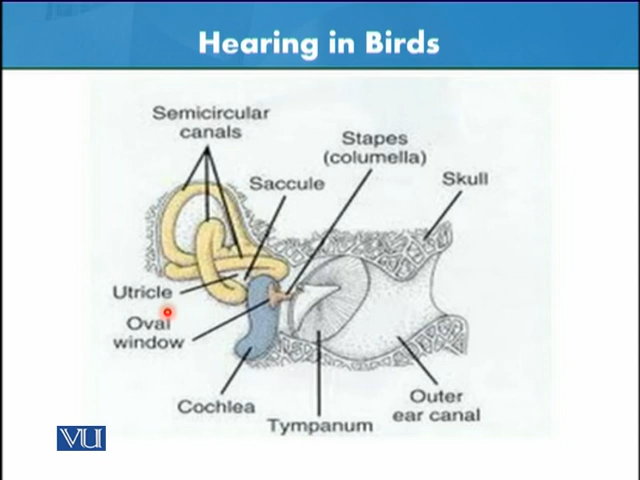 Hearing in Birds
Semicircular
canals
Stapes
(columella)
Saccule
Skull
Utricle
Oval
window
Cochlea
Tympanum
Outer
ear canal
VU